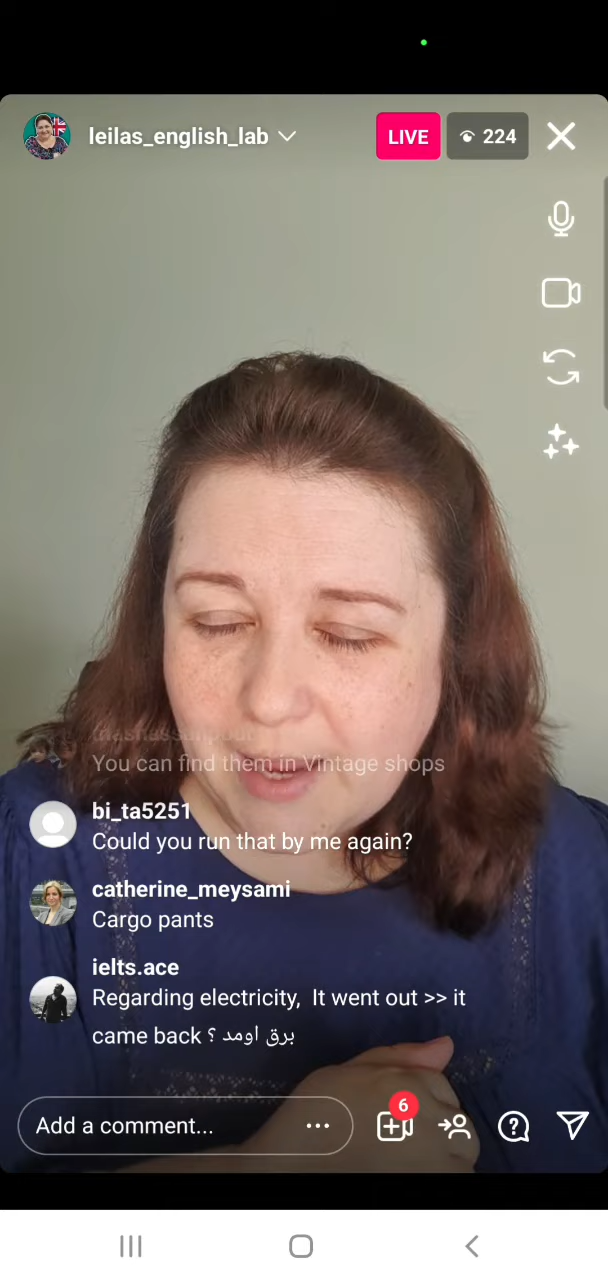 leilas_english_lab
LIVE
224
You can find them in Vintage shops
bi_ta5251
Could you run that by me again?
catherine_meysami
Cargo pants
ielts.ace
Regarding electricity, It went out >> it
came back برق اومد ؟
6
Add a comment...